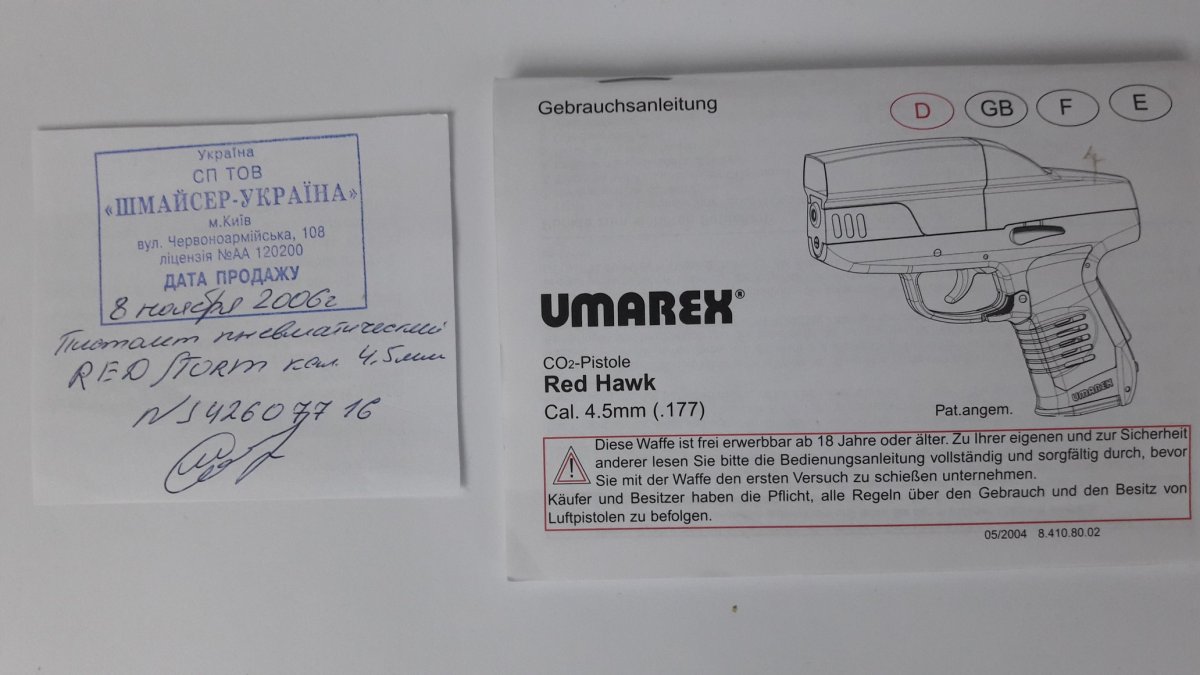 Україна
СП ТОВ
«ШМАЙСЕР-УКРАЇНА»
м.Київ
вул. Червоноармійська, 108
ліцензія №АА 120200
ДАТА ПРОДАЖУ
8 ноября 2006г
Пистолет пневматический
RED STORM кал. 4.5мм
Gebrauchsanleitung
D GB F E
UMAREX®
CO2-Pistole
Red Hawk
Cal. 4.5mm (.177)
UMAREX
Pat.angem.
Diese Waffe ist frei erwerbbar ab 18 Jahre oder älter. Zu Ihrer eigenen und zur Sicherheit
anderer lesen Sie bitte die Bedienungsanleitung vollständig und sorgfältig durch, bevor
Sie mit der Waffe den ersten Versuch zu schießen unternehmen.
Käufer und Besitzer haben die Pflicht, alle Regeln über den Gebrauch und den Besitz von
Luftpistolen zu befolgen.
05/2004 8.410.80.02